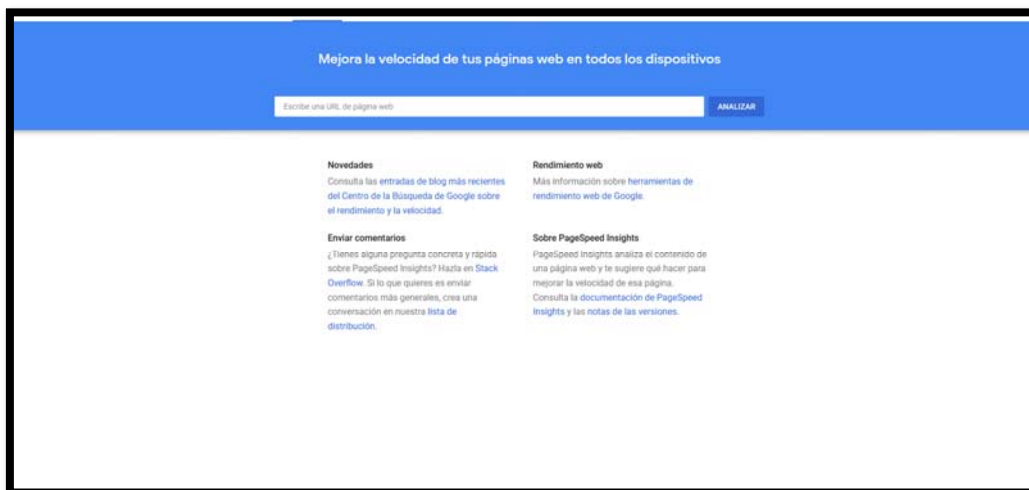 Mejora la velocidad de tus páginas web en todos los dispositivos
Escribe una URL de página web
ANALIZAR
Novedades
Consulta las entradas de blog más recientes
del Centro de la Búsqueda de Google sobre
el rendimiento y la velocidad.
Rendimiento web
Más información sobre herramientas de
rendimiento web de Google.
Enviar comentarios
¿Tienes alguna pregunta concreta y rápida
sobre PageSpeed Insights? Hazla en Stack
Overflow. Si lo que quieres es enviar
comentarios más generales, crea una
conversación en nuestra lista de
distribución.
Sobre PageSpeed Insights
PageSpeed Insights analiza el contenido de
una página web y te sugiere qué hacer para
mejorar la velocidad de esa página.
Consulta la documentación de PageSpeed
Insights y las notas de las versiones.